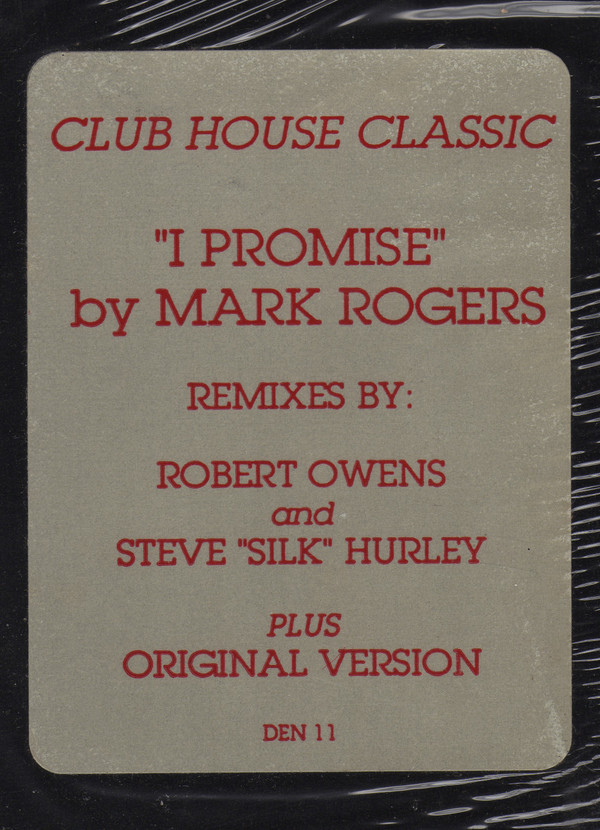 CLUB HOUSE CLASSIC
"I PROMISE"
by MARK ROGERS
REMIXES BY:
ROBERT OWENS
and
STEVE "SILK" HURLEY
PLUS
ORIGINAL VERSION
DEN 11